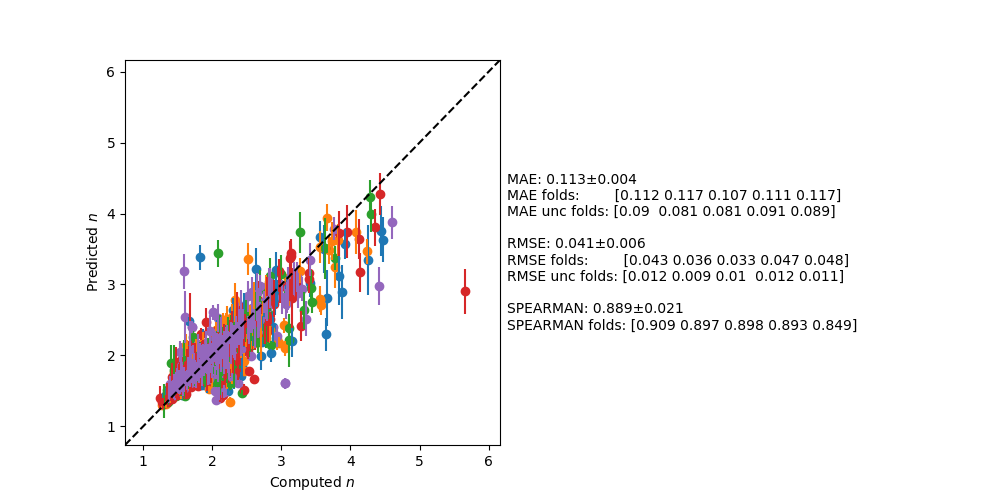 6
5
4
3
2
1
Predicted n
1 2 3 4 5 6
Computed n
MAE: 0.113±0.004
MAE folds: [0.112 0.117 0.107 0.111 0.117]
MAE unc folds: [0.09 0.081 0.081 0.091 0.089]
RMSE: 0.041±0.006
RMSE folds: [0.043 0.036 0.033 0.047 0.048]
RMSE unc folds: [0.012 0.009 0.01 0.012 0.011]
SPEARMAN: 0.889±0.021
SPEARMAN folds: [0.909 0.897 0.898 0.893 0.849]